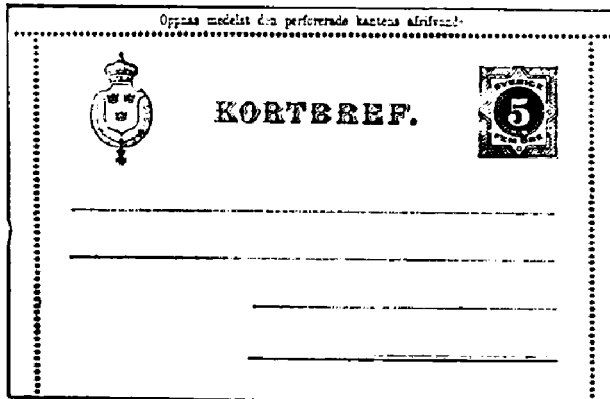 Öppnas medelst den perforerade kantens afrifvande
KORTBREF.
SVERIGE
5
FEM ÖRE